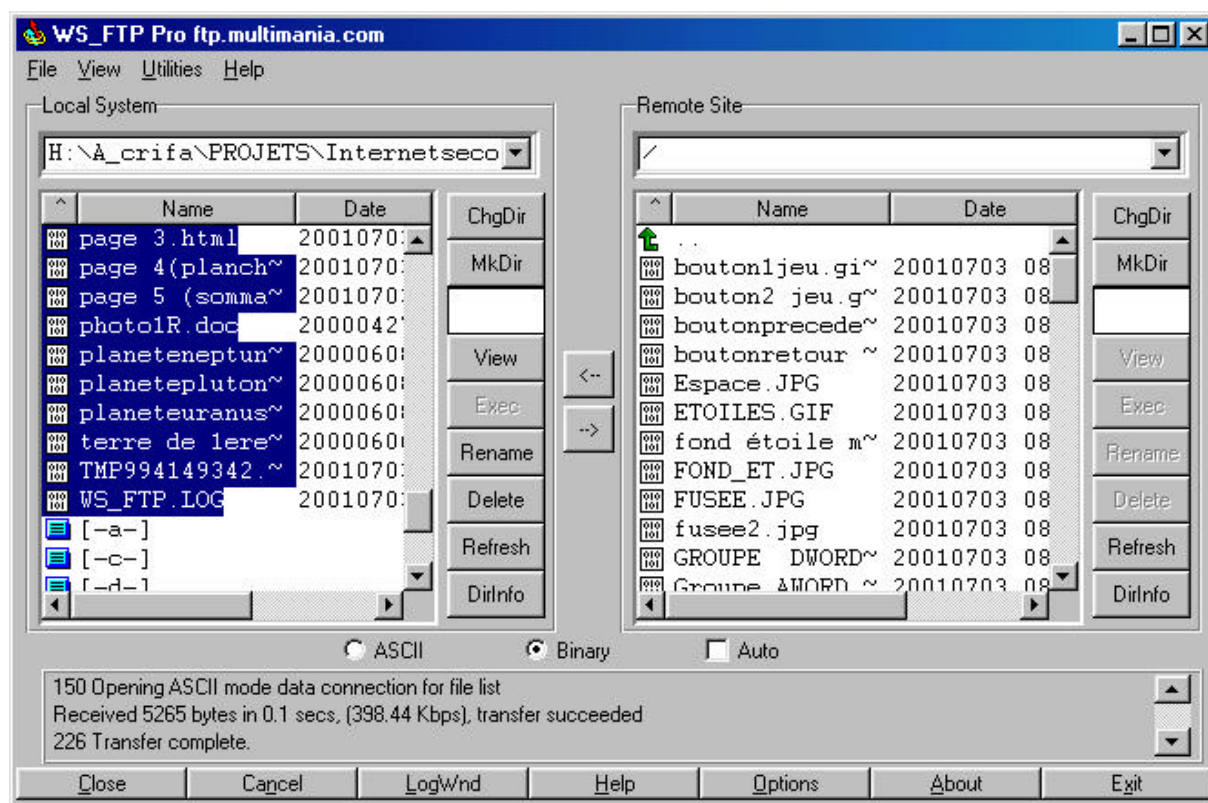 WS_FTP Pro ftp.multimania.com
File View Utilities Help
Local System
H:\A_crifa\PROJETS\Internetseco
^ Name Date
page 3.html 2001070
page 4(planch~ 2001070
page 5 (somma~ 2001070
photo1R.doc 2000042
planeteneptun~ 2000060
planetepluton~ 2000060
planeteuranus~ 2000060
terre de 1ere~ 2000060
TMP994149342.~ 2001070
WS_FTP.LOG 2001070
[-a-]
[-c-]
[-d-]
ChgDir
MkDir
View
Exec
Rename
Delete
Refresh
DirInfo
<--
-->
Remote Site
/
^ Name Date
..
bouton1jeu.gi~ 20010703 08
bouton2 jeu.g~ 20010703 08
boutonprecede~ 20010703 08
boutonretour ~ 20010703 08
Espace.JPG 20010703 08
ETOILES.GIF 20010703 08
fond étoile m~ 20010703 08
FOND_ET.JPG 20010703 08
FUSEE.JPG 20010703 08
fusee2.jpg 20010703 08
GROUPE DWORD~ 20010703 08
Groupe AWORD ~ 20010703 08
ChgDir
MkDir
View
Exec
Rename
Delete
Refresh
DirInfo
ASCII Binary Auto
150 Opening ASCII mode data connection for file list
Received 5265 bytes in 0.1 secs, (398.44 Kbps), transfer succeeded
226 Transfer complete.
Close Cancel LogWnd Help Options About Exit